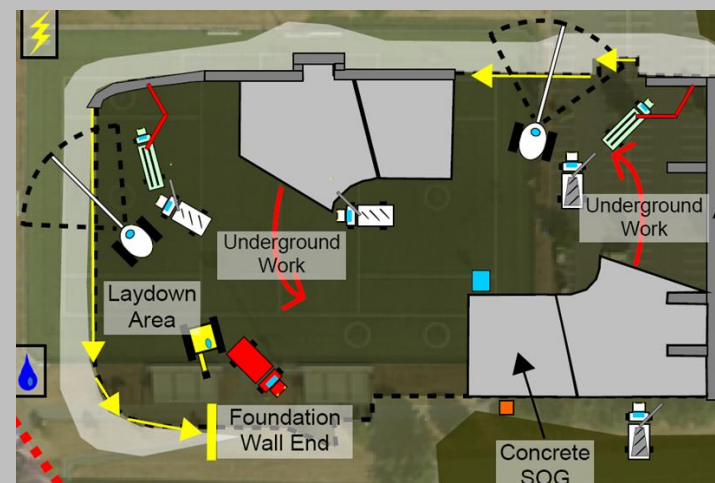 Underground
Work
Underground
Work
Laydown
Area
Foundation
Wall End
Concrete
SOG